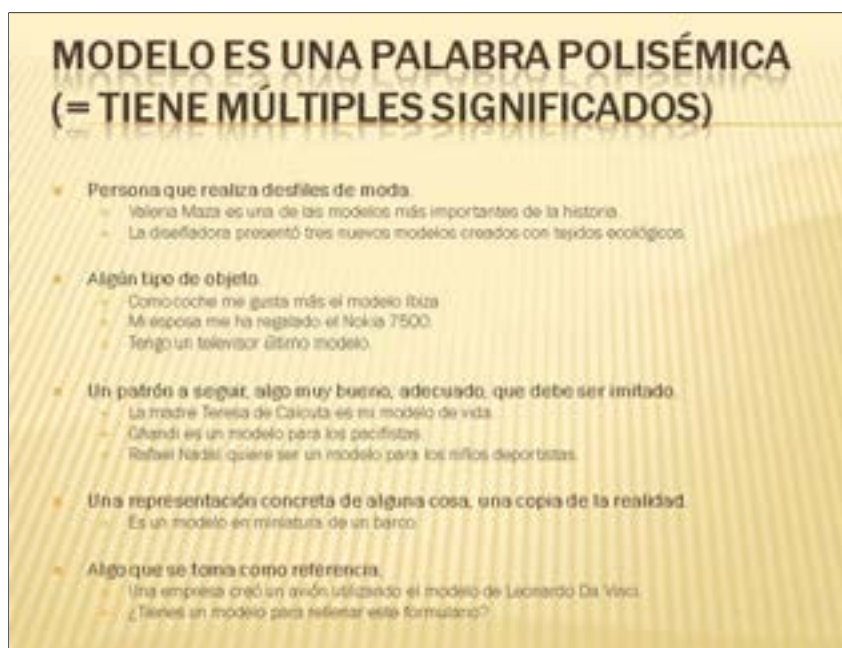 MODELO ES UNA PALABRA POLISÉMICA
(= TIENE MÚLTIPLES SIGNIFICADOS)
Persona que realiza desfiles de moda.
Valeria Maza es una de las modelos más importantes de la historia.
La diseñadora presentó tres nuevos modelos creados con tejidos ecológicos.
Algún tipo de objeto.
Como coche me gusta más el modelo Ibiza
Mi esposa me ha regalado el Nokia 7500.
Tengo un televisor último modelo.
Un patrón a seguir, algo muy bueno, adecuado, que debe ser imitado.
La madre Teresa de Calcuta es mi modelo de vida.
Ghandi es un modelo para los pacifistas.
Rafael Nadal quiere ser un modelo para los niños deportistas.
Una representación concreta de alguna cosa, una copia de la realidad.
Es un modelo en miniatura de un barco.
Algo que se toma como referencia.
Una empresa creó un avión utilizando el modelo de Leonardo Da Vinci.
¿Tienes un modelo para rellenar este formulario?